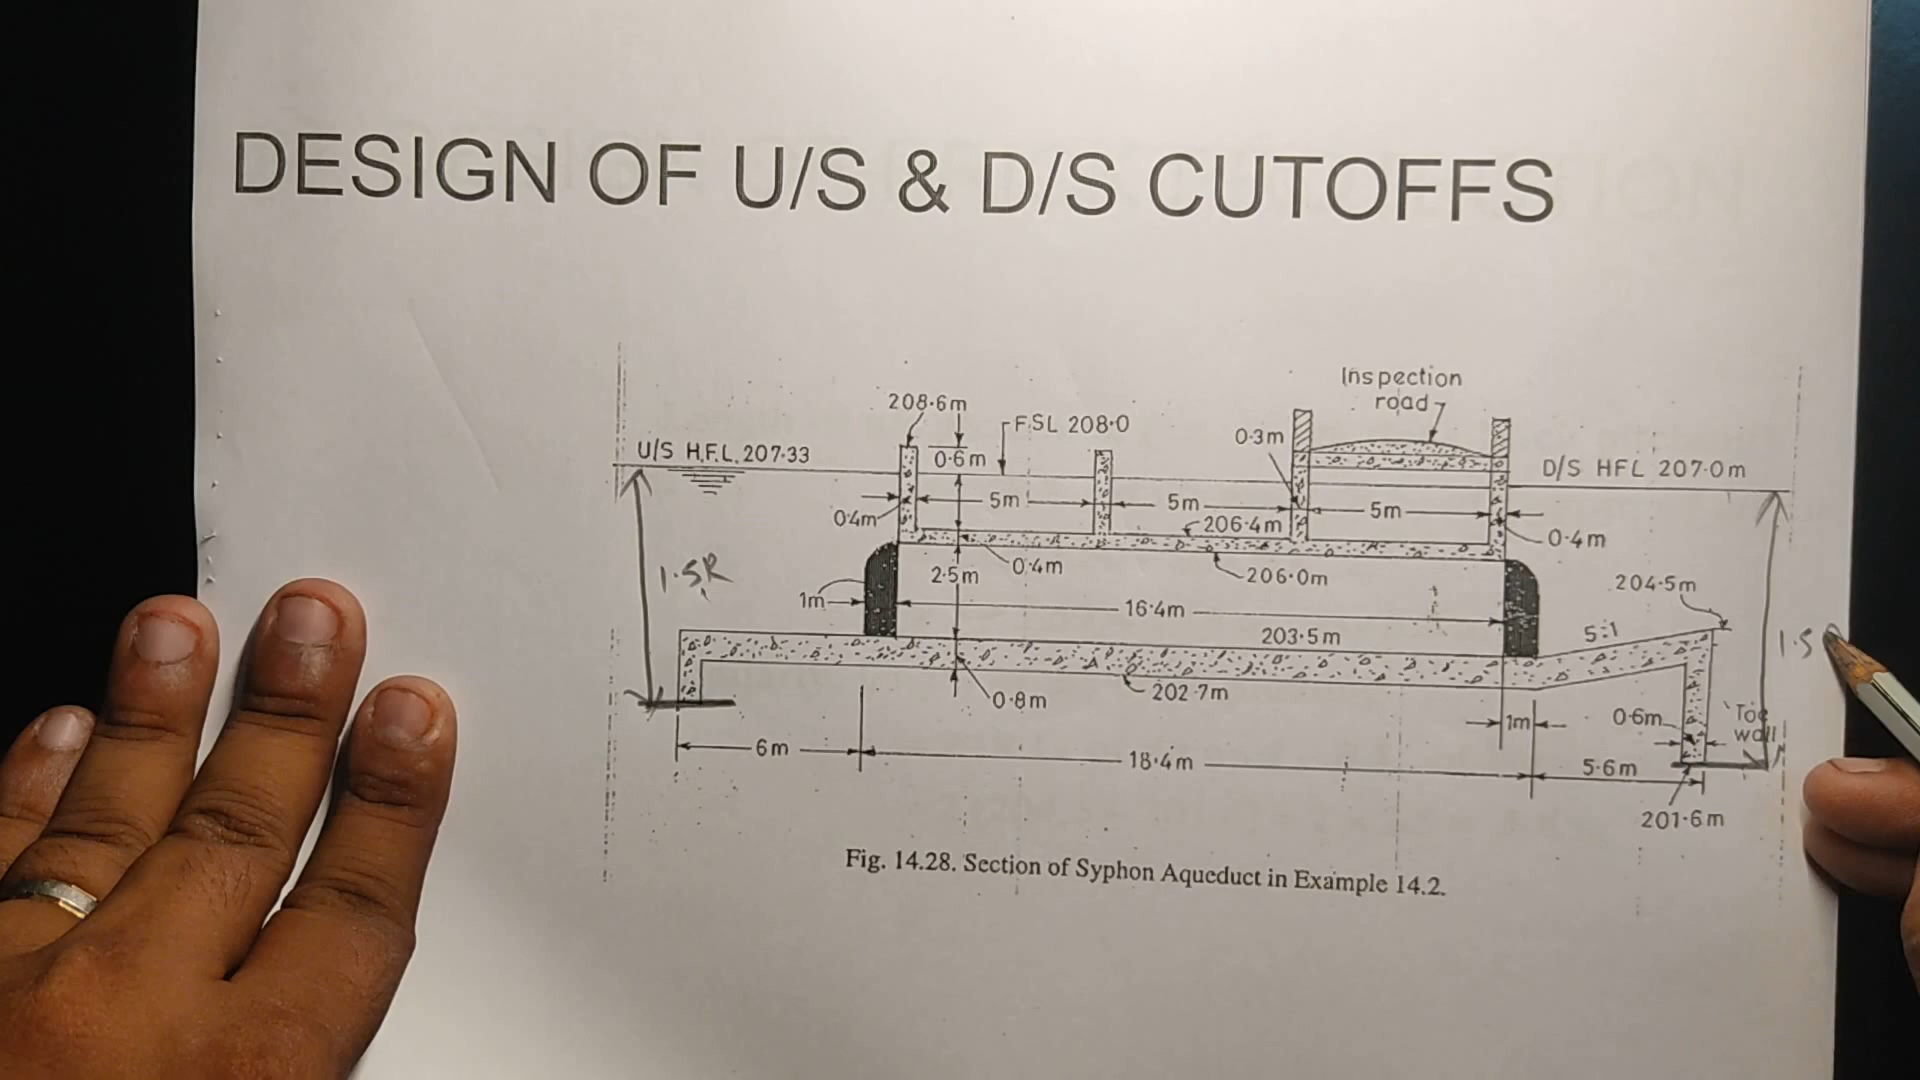 DESIGN OF U/S & D/S CUTOFFS
Inspection
road
208·6m
FSL 208·0
0·3m
U/S H.F.L. 207·33
0·6m
D/S HFL 207·0m
5m
5m
5m
0·4m
206·4m
0·4m
0·4m
2·5m
206·0m
204·5m
1·5R
1m
16·4m
203·5m
5:1
1·5
0·8m
202·7m
1m
0·6m
Toe
wall
6m
18·4m
5·6m
201·6m
Fig. 14.28. Section of Syphon Aqueduct in Example 14.2.